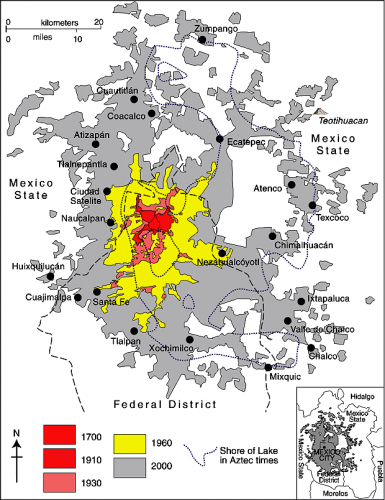 kilometers
0 20
0 10
miles
Zumpango
Teotihuacan
Cuautitlán
Coacalco
Atizapán
Ecatepec
Mexico
State
Tlalnepantla
Mexico
State
Atenco
Ciudad
Satelite
Texcoco
Naucalpan
Chimalhuacán
Nezahualcóyotl
Huixquilucán
Cuajimalpa
Santa Fe
Ixtapaluca
Valle de Chalco
Tlalpan
Xochimilco
Chalco
Mixquic
Federal District
N
1700
1910
1930
1960
2000
Shore of Lake
in Aztec times
Hidalgo
Mexico
State
Mexico State
MEXICO
CITY
Federal
District
Puebla
Morelos